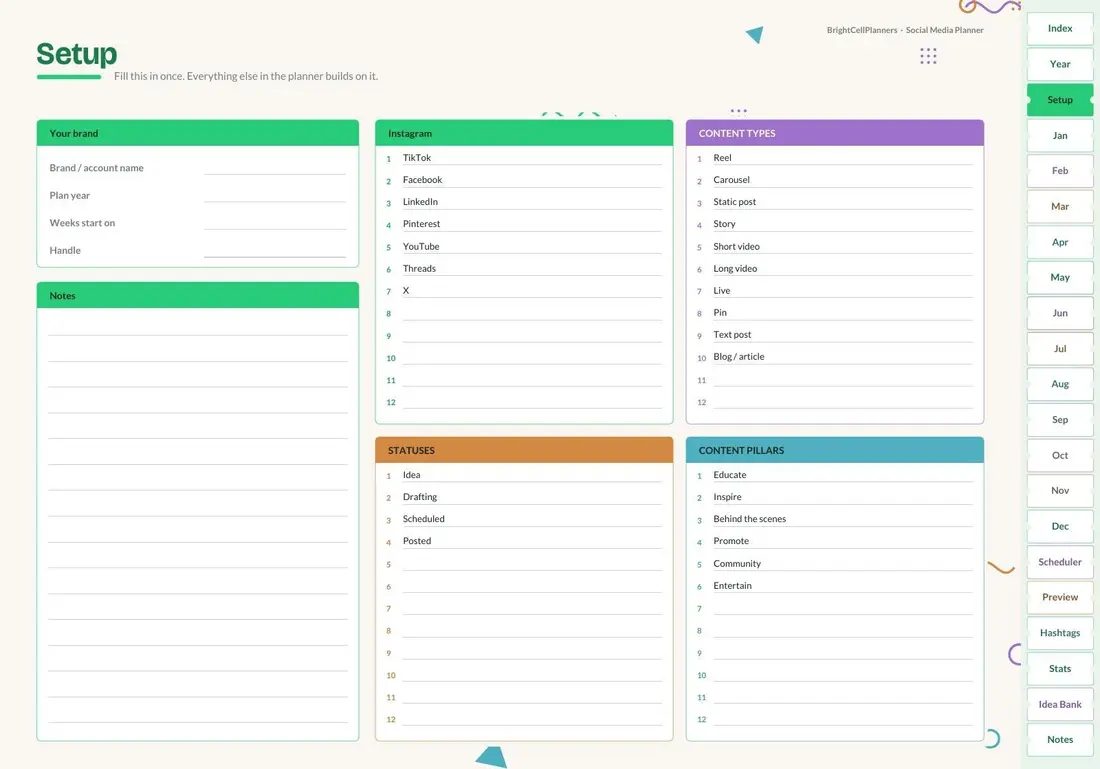 BrightCellPlanners · Social Media Planner
Setup
Fill this in once. Everything else in the planner builds on it.
Your brand
Brand / account name
Plan year
Weeks start on
Handle
Notes
Instagram
1 TikTok
2 Facebook
3 LinkedIn
4 Pinterest
5 YouTube
6 Threads
7 X
8
9
10
11
12
CONTENT TYPES
1 Reel
2 Carousel
3 Static post
4 Story
5 Short video
6 Long video
7 Live
8 Pin
9 Text post
10 Blog / article
11
12
STATUSES
1 Idea
2 Drafting
3 Scheduled
4 Posted
5
6
7
8
9
10
11
12
CONTENT PILLARS
1 Educate
2 Inspire
3 Behind the scenes
4 Promote
5 Community
6 Entertain
7
8
9
10
11
12
Index
Year
Setup
Jan
Feb
Mar
Apr
May
Jun
Jul
Aug
Sep
Oct
Nov
Dec
Scheduler
Preview
Hashtags
Stats
Idea Bank
Notes